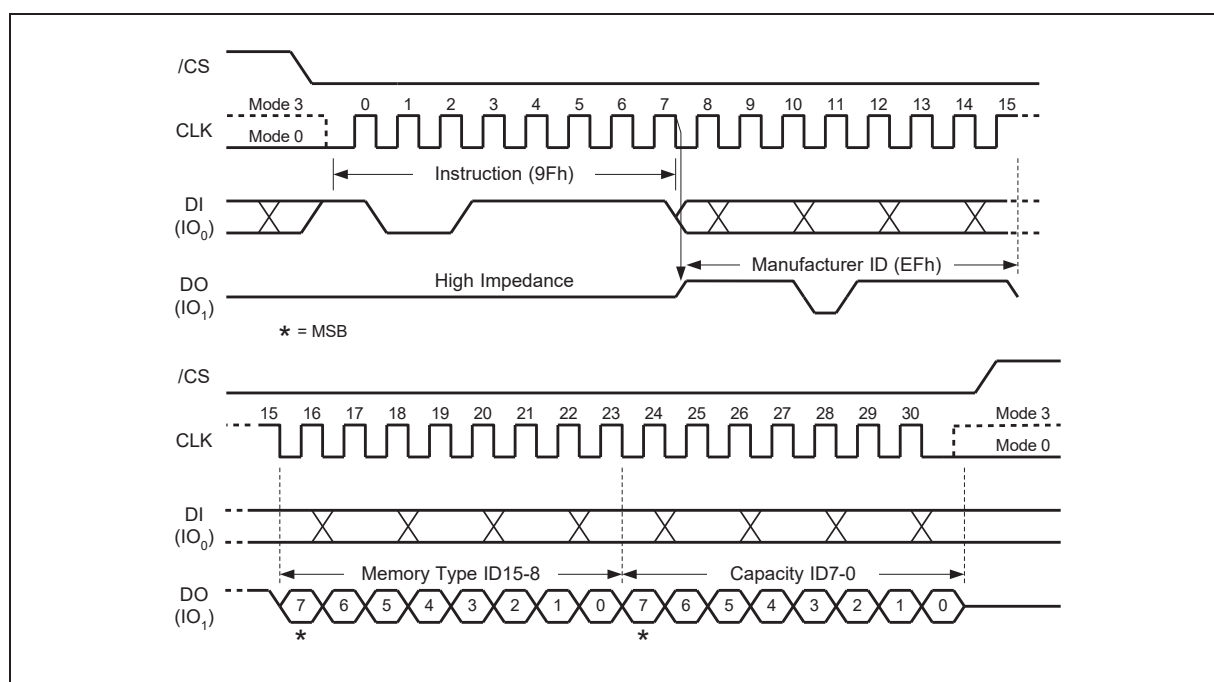 /CS
Mode 3
0 1 2 3 4 5 6 7 8 9 10 11 12 13 14 15
CLK
Mode 0
Instruction (9Fh)
DI
(IO0)
Manufacturer ID (EFh)
High Impedance
DO
(IO1)
* = MSB
/CS
15 16 17 18 19 20 21 22 23 24 25 26 27 28 29 30
Mode 3
CLK
Mode 0
DI
(IO0)
Memory Type ID15-8
Capacity ID7-0
DO
(IO1)
7 6 5 4 3 2 1 0 7 6 5 4 3 2 1 0
* *